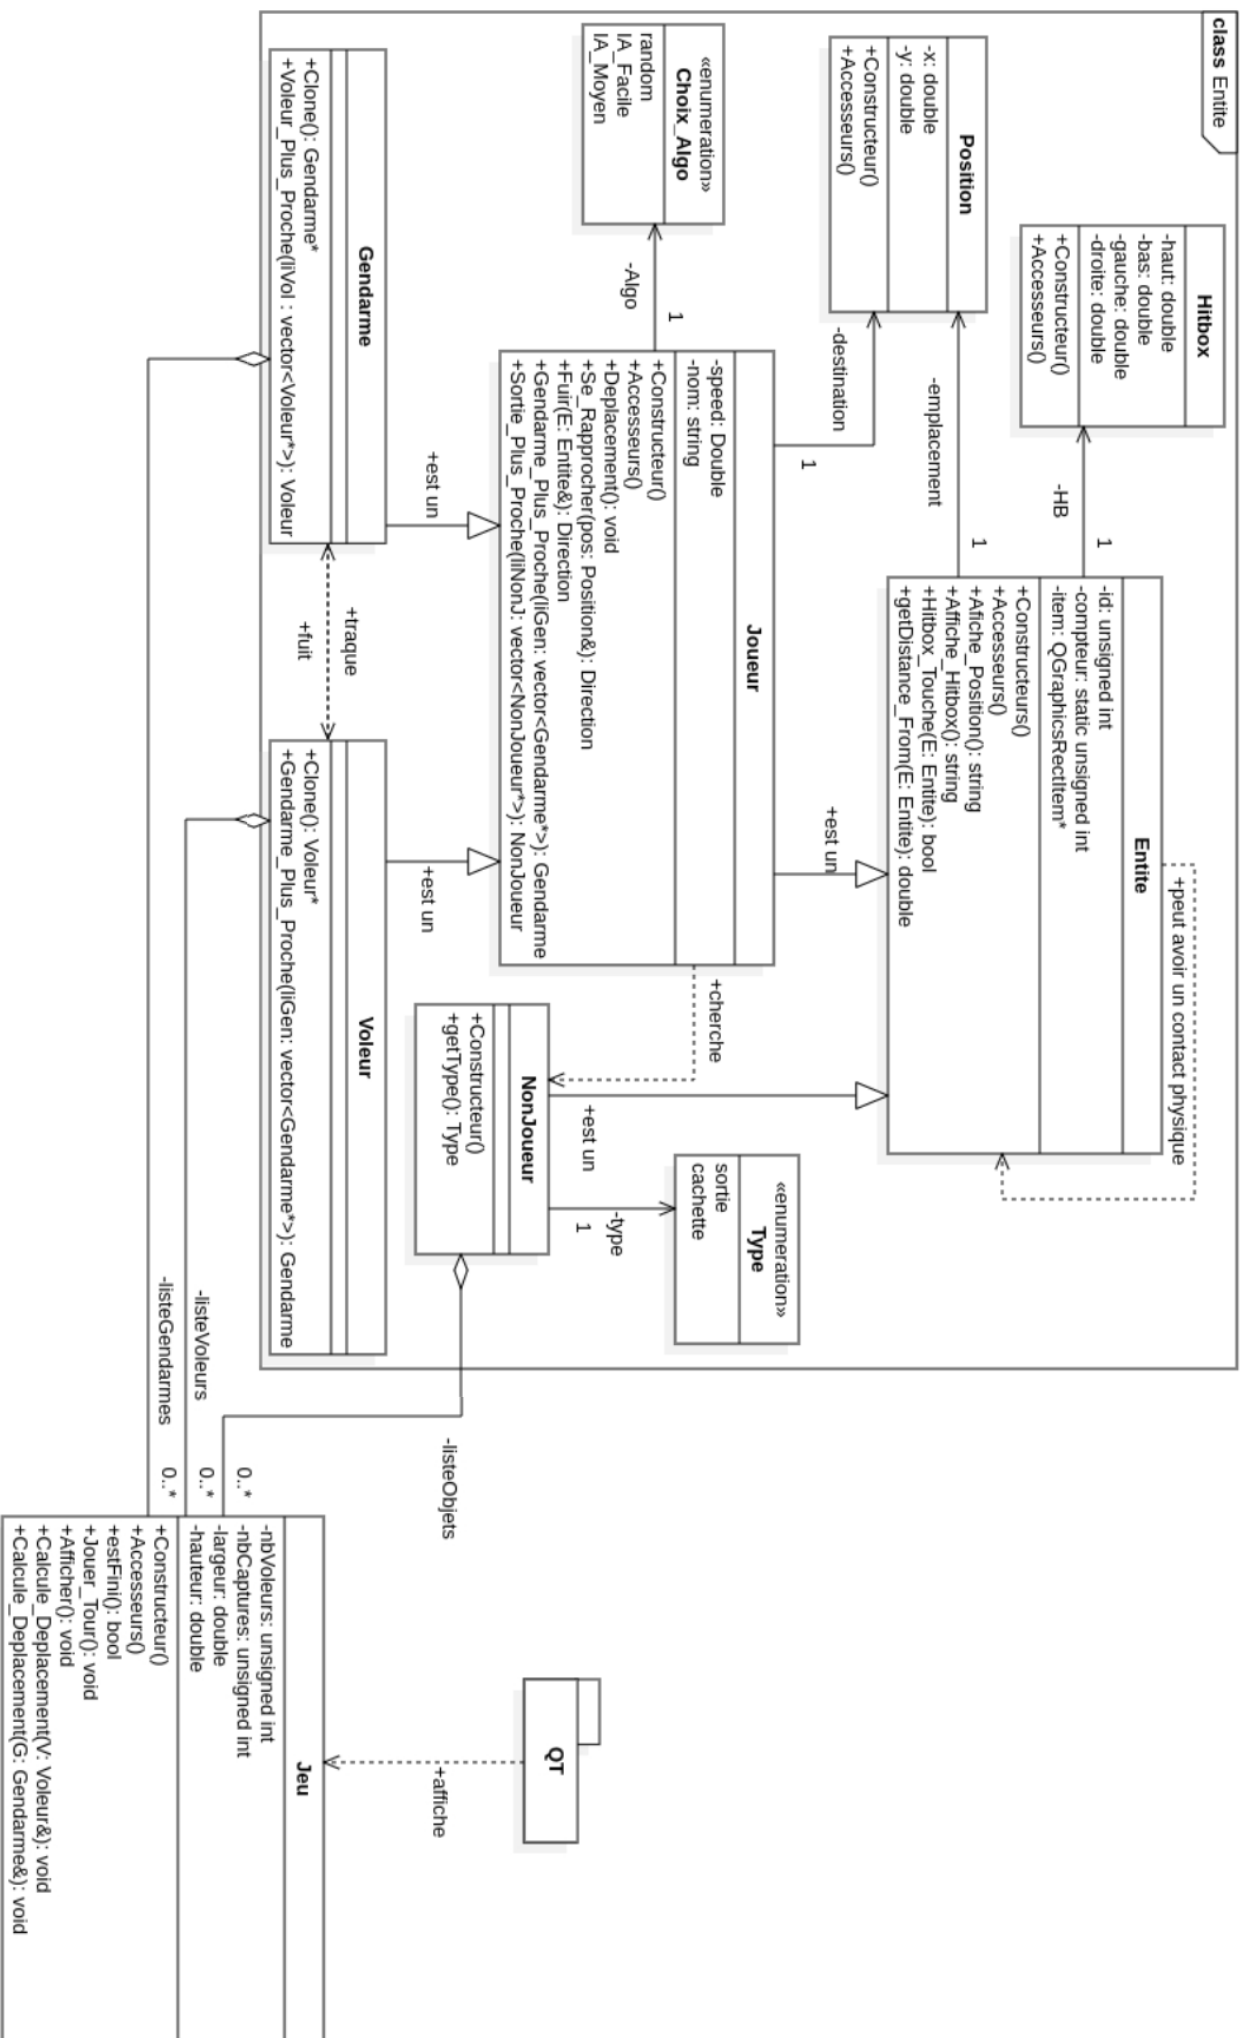 class Entite
Hitbox
-haut: double
-bas: double
-gauche: double
-droite: double
+Constructeur()
+Accesseurs()
-HB
1
Entite
-id: unsigned int
-compteur: static unsigned int
-item: QGraphicsRectItem*
+Constructeurs()
+Accesseurs()
+Afiche_Position(): string
+Affiche_Hitbox(): string
+Hitbox_Touche(E: Entite): bool
+getDistance_From(E: Entite): double
+peut avoir un contact physique
Position
-x: double
-y: double
+Constructeur()
+Accesseurs()
-emplacement
1
-destination
1
+est un
«enumeration»
Type
sortie
cachette
«enumeration»
Choix_Algo
random
IA_Facile
IA_Moyen
-Algo
1
Joueur
-speed: Double
-nom: string
+Constructeur()
+Accesseurs()
+Deplacement(): void
+Se_Rapprocher(pos: Position&): Direction
+Fuir(E: Entite&): Direction
+Gendarme_Plus_Proche(liGen: vector<Gendarme*>): Gendarme
+Sortie_Plus_Proche(liNonJ: vector<NonJoueur*>): NonJoueur
+cherche
+est un
-type
1
NonJoueur
+Constructeur()
+getType(): Type
+est un
+est un
Gendarme
+Clone(): Gendarme*
+Voleur_Plus_Proche(liVol : vector<Voleur*>): Voleur
+traque
+fuit
Voleur
+Clone(): Voleur*
+Gendarme_Plus_Proche(liGen: vector<Gendarme*>): Gendarme
-listeObjets
0..*
-listeVoleurs
0..*
-listeGendarmes
0..*
QT
+affiche
Jeu
-nbVoleurs: unsigned int
-nbCaptures: unsigned int
-largeur: double
-hauteur: double
+Constructeur()
+Accesseurs()
+estFini(): bool
+Jouer_Tour(): void
+Afficher(): void
+Calcule_Deplacement(V: Voleur&): void
+Calcule_Deplacement(G: Gendarme&): void